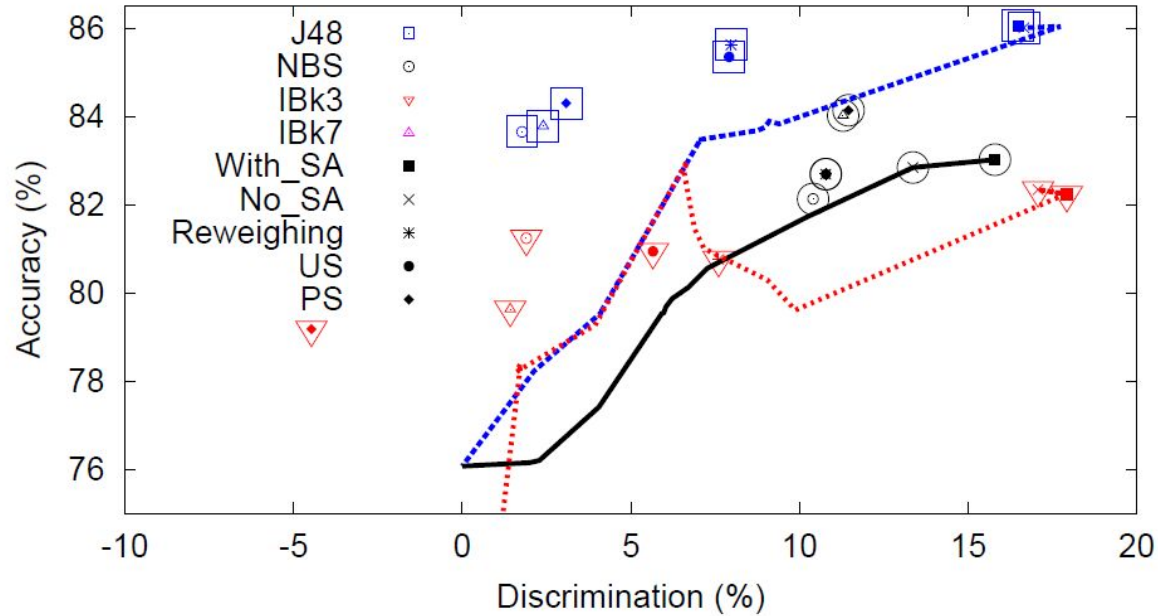 86
84
82
80
78
76
Accuracy (%)
J48
NBS
IBk3
IBk7
With_SA
No_SA
Reweighing
US
PS
-10
-5
0
5
10
15
20
Discrimination (%)